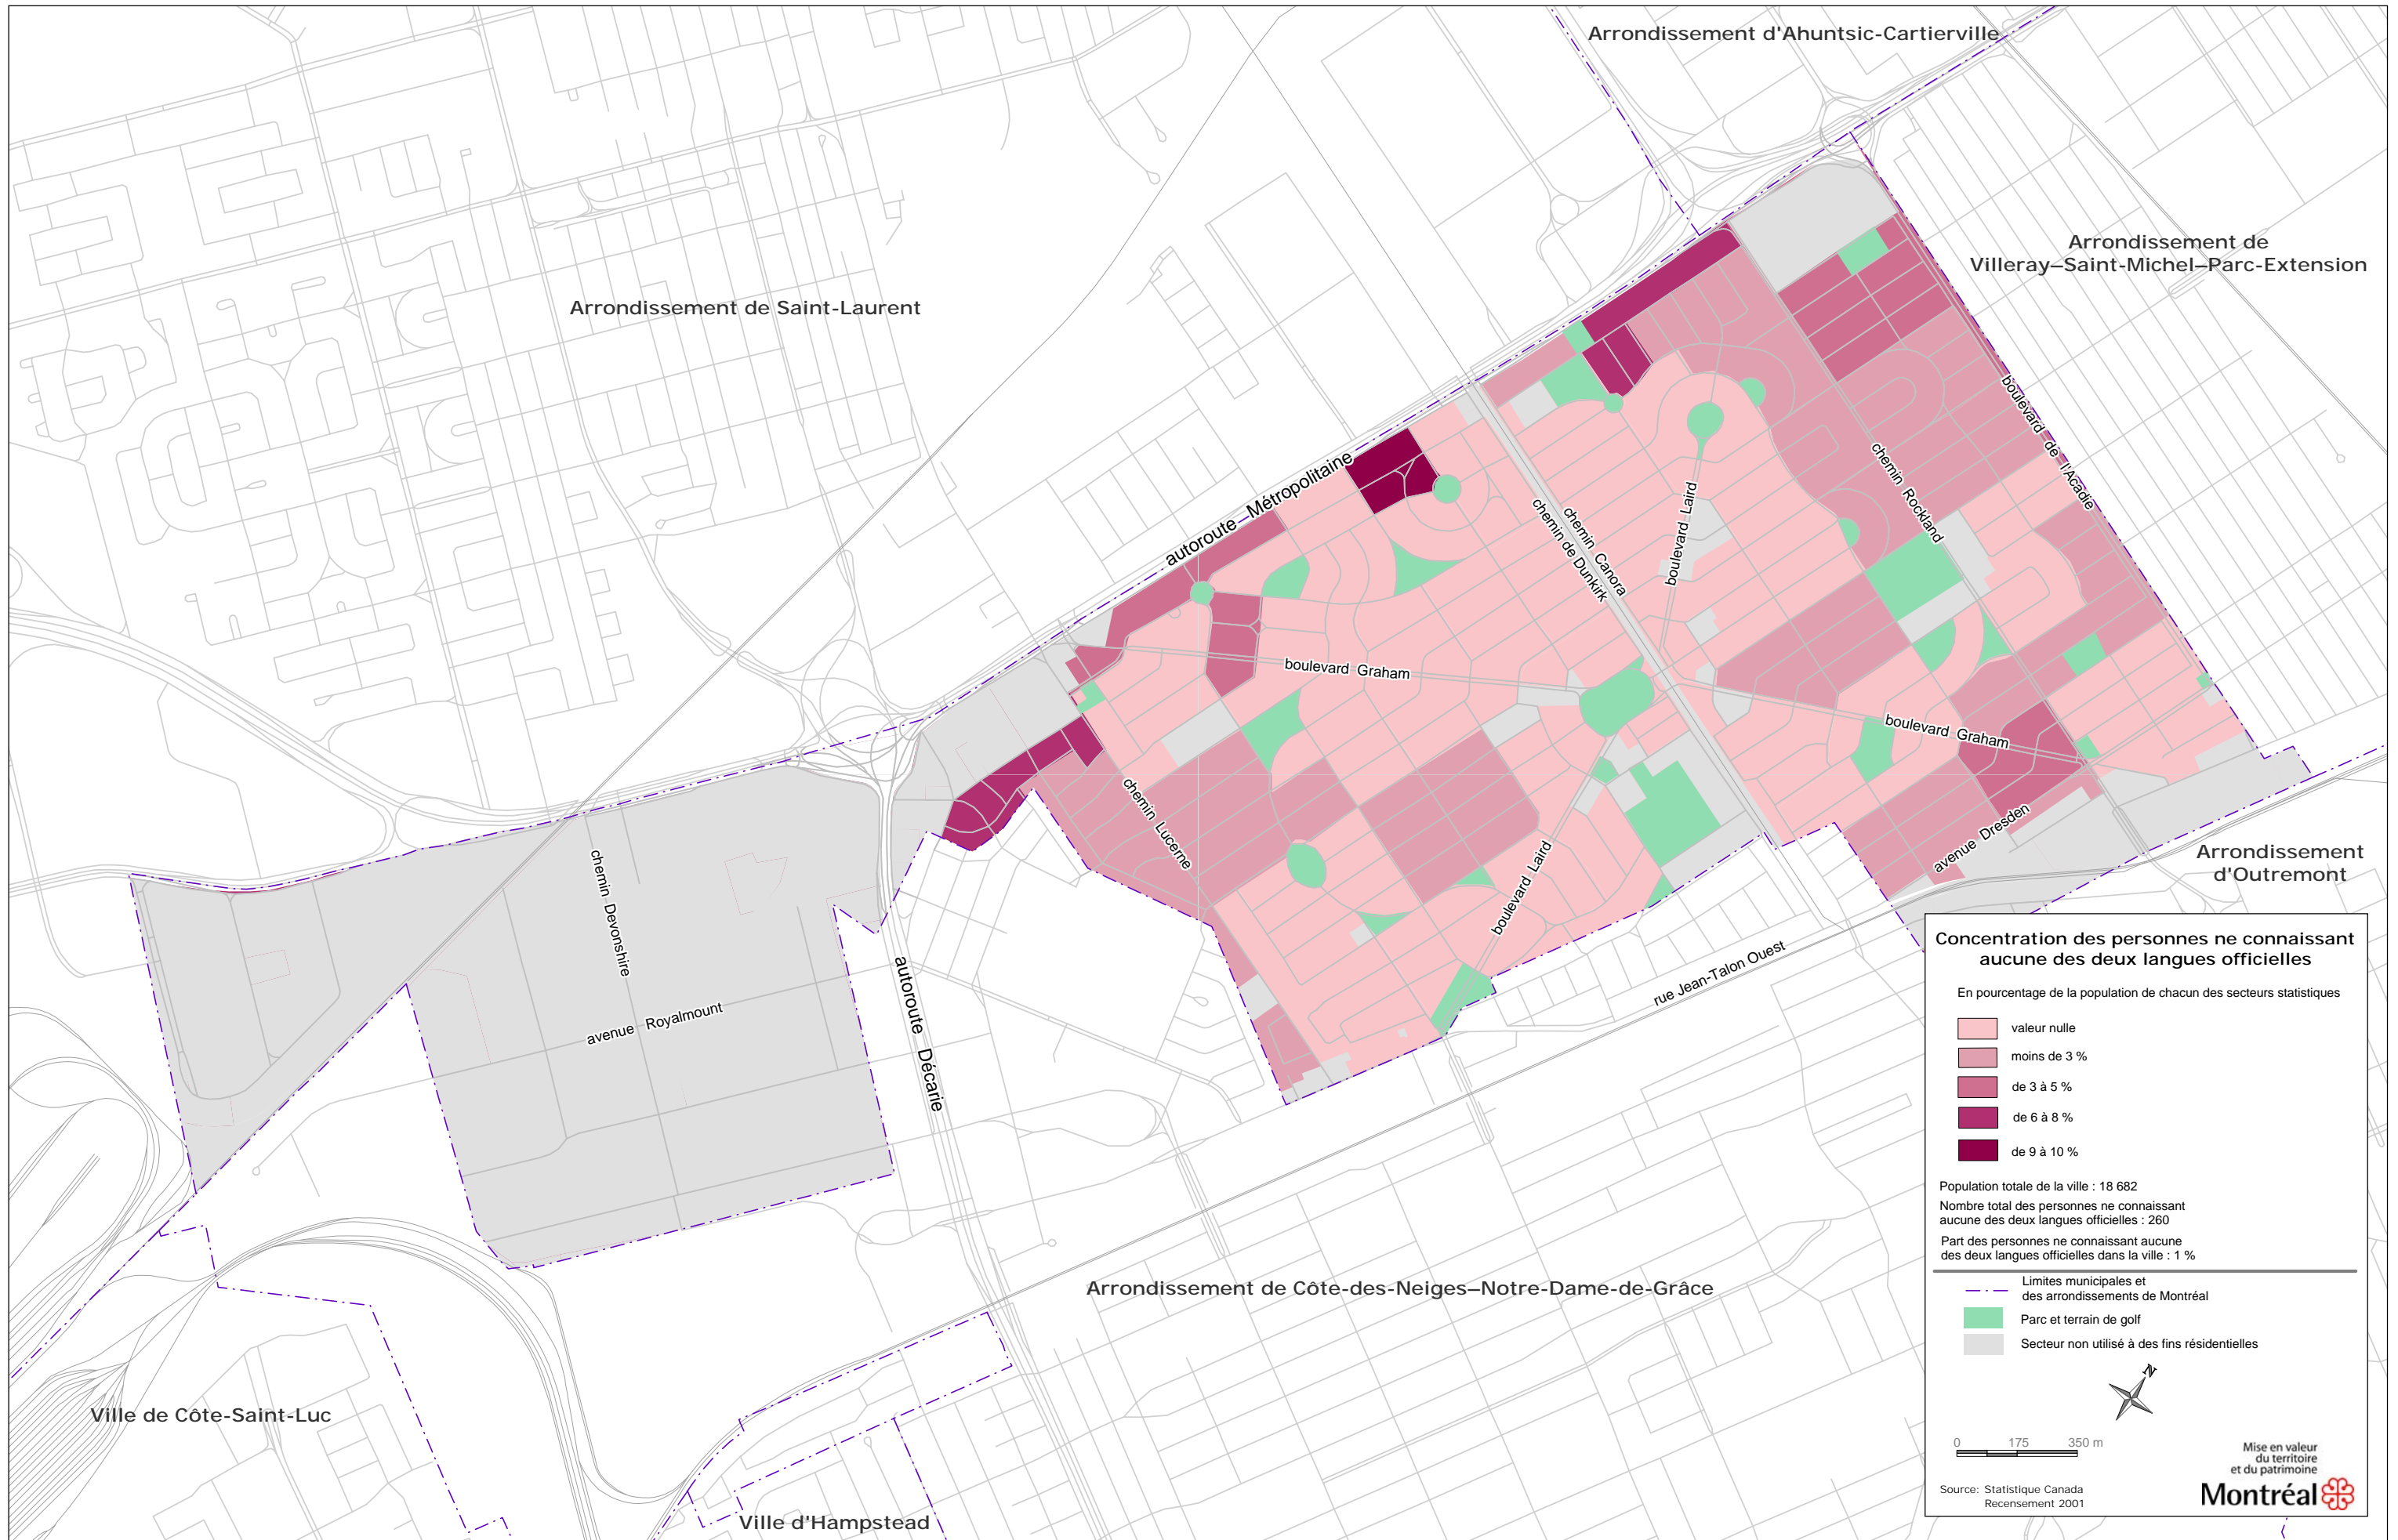 Arrondissement d'Ahuntsic-Cartierville
Arrondissement de
Villeray–Saint-Michel–Parc-Extension
Arrondissement de Saint-Laurent
autoroute Métropolitaine
boulevard de l'Acadie
chemin Rockland
boulevard Laird
chemin Canora
chemin de Dunkirk
boulevard Graham
boulevard Graham
chemin Lucerne
boulevard Laird
avenue Dresden
Arrondissement
d'Outremont
chemin Devonshire
avenue Royalmount
autoroute Décarie
rue Jean-Talon Ouest
Arrondissement de Côte-des-Neiges–Notre-Dame-de-Grâce
Ville de Côte-Saint-Luc
Ville d'Hampstead
Concentration des personnes ne connaissant
aucune des deux langues officielles
En pourcentage de la population de chacun des secteurs statistiques
valeur nulle
moins de 3 %
de 3 à 5 %
de 6 à 8 %
de 9 à 10 %
Population totale de la ville : 18 682
Nombre total des personnes ne connaissant
aucune des deux langues officielles : 260
Part des personnes ne connaissant aucune
des deux langues officielles dans la ville : 1 %
Limites municipales et
des arrondissements de Montréal
Parc et terrain de golf
Secteur non utilisé à des fins résidentielles
N
0 175 350 m
Mise en valeur
du territoire
et du patrimoine
Montréal
Source: Statistique Canada
Recensement 2001